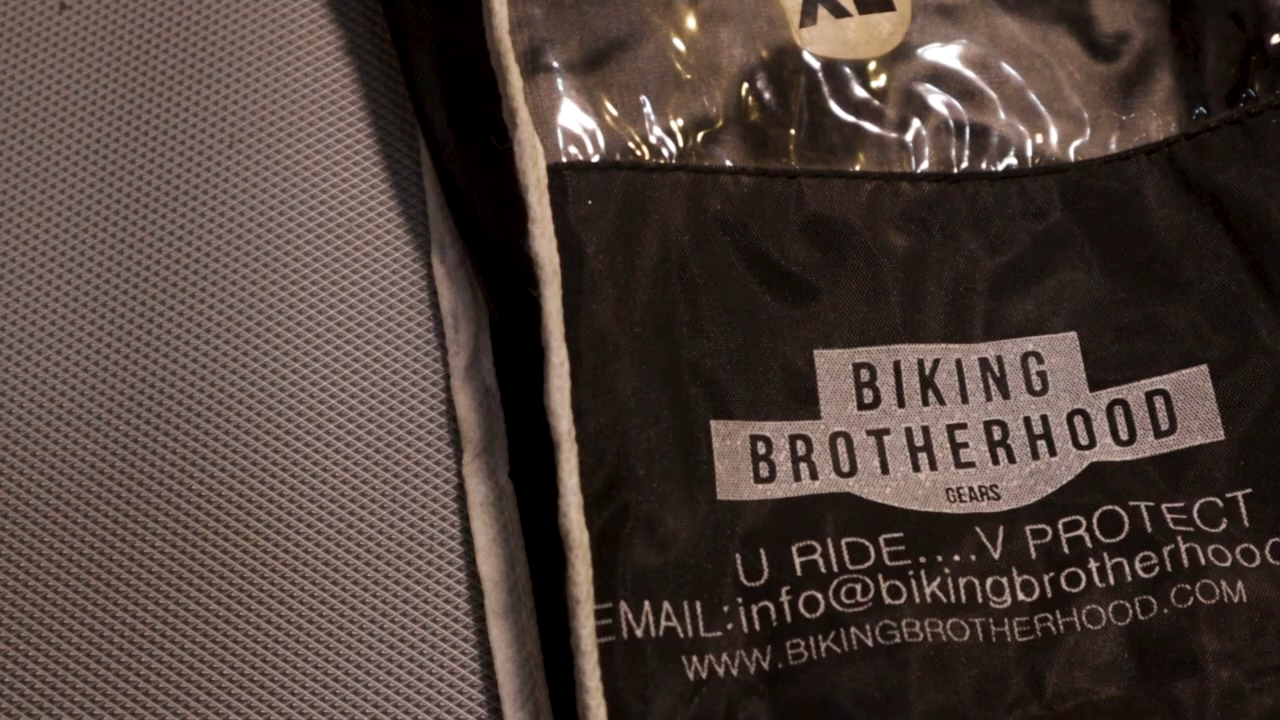 BIKING
BROTHERHOOD
GEARS
U RIDE....V PROTECT
EMAIL:info@bikingbrotherhood
WWW.BIKINGBROTHERHOOD.COM